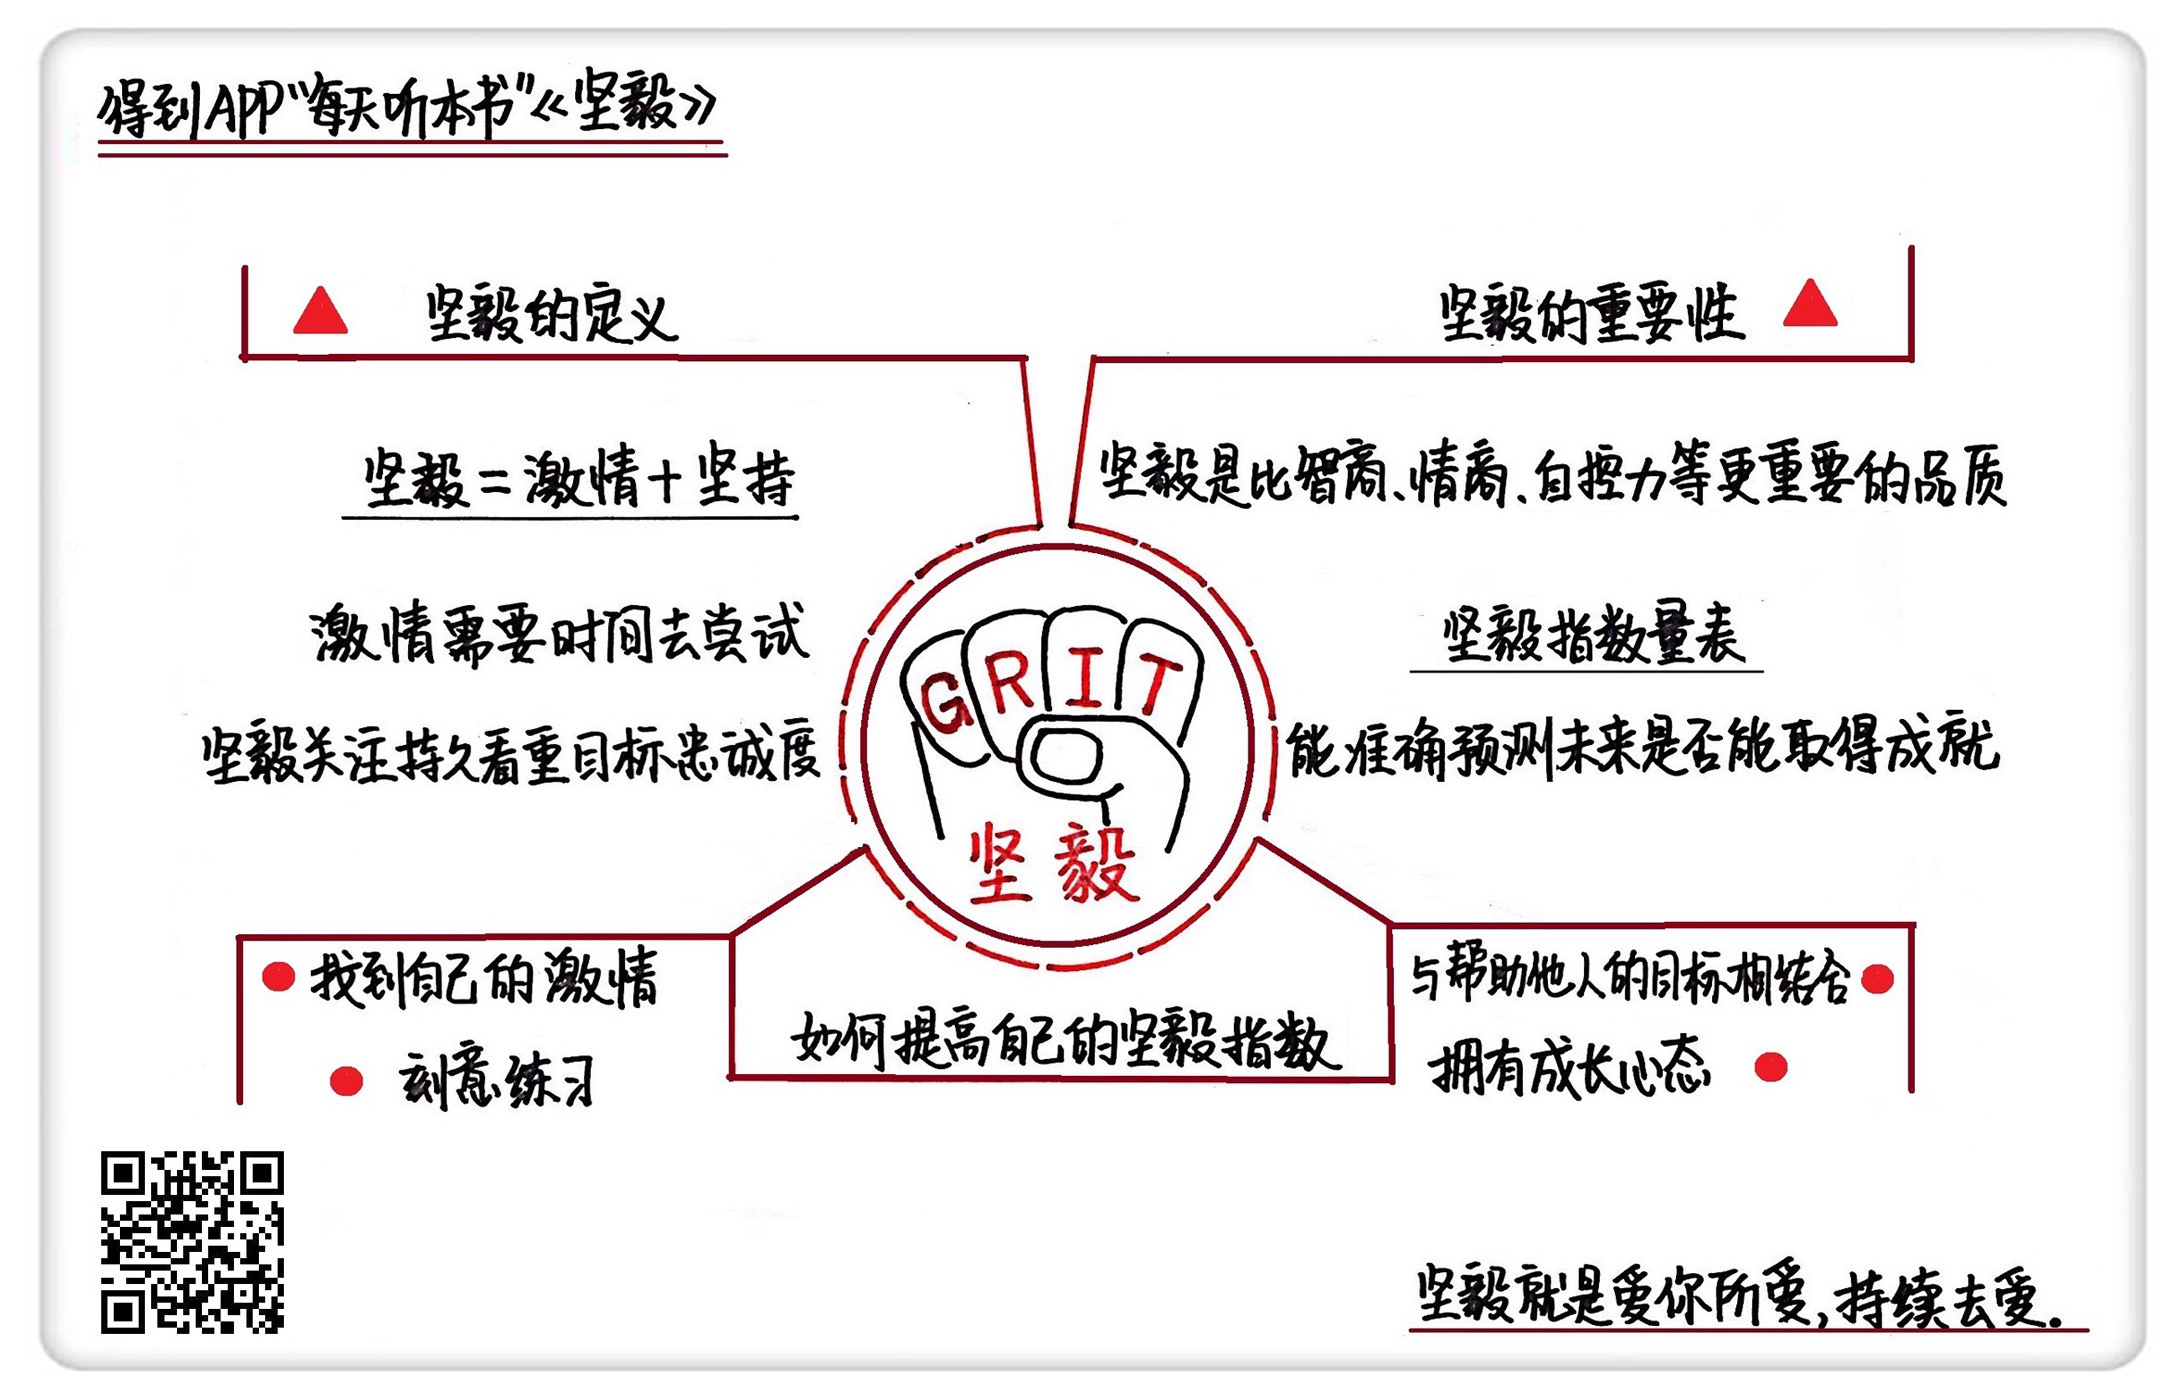 得到APP“每天听本书”《坚毅》
坚毅的定义
坚毅=激情+坚持
激情需要时间去尝试
坚毅关注持久看重目标忠诚度
坚毅的重要性
坚毅是比智商、情商、自控力等更重要的品质
坚毅指数量表
能准确预测未来是否能取得成就
GRIT
坚毅
如何提高自己的坚毅指数
找到自己的激情
刻意练习
与帮助他人的目标相结合
拥有成长心态
坚毅就是爱你所爱,持续去爱.